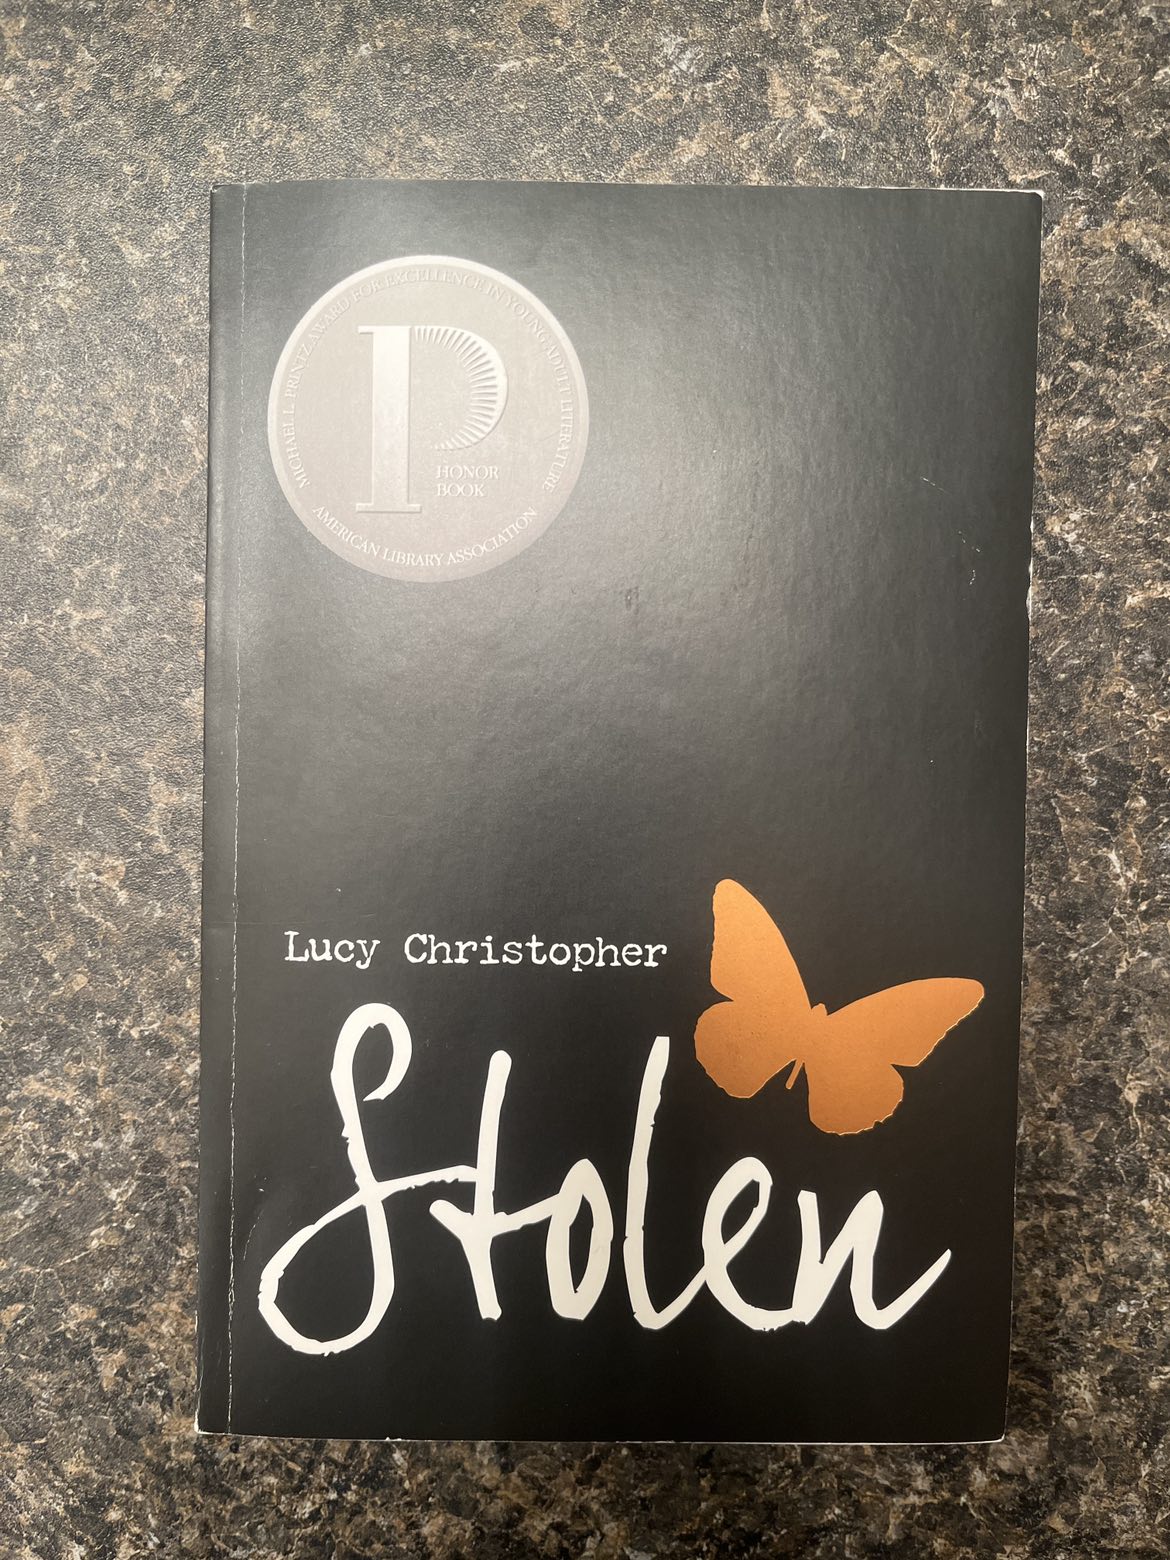 MICHAEL L. PRINTZ AWARD FOR EXCELLENCE IN YOUNG ADULT LITERATURE
P
HONOR
BOOK
AMERICAN LIBRARY ASSOCIATION
Lucy Christopher
Stolen